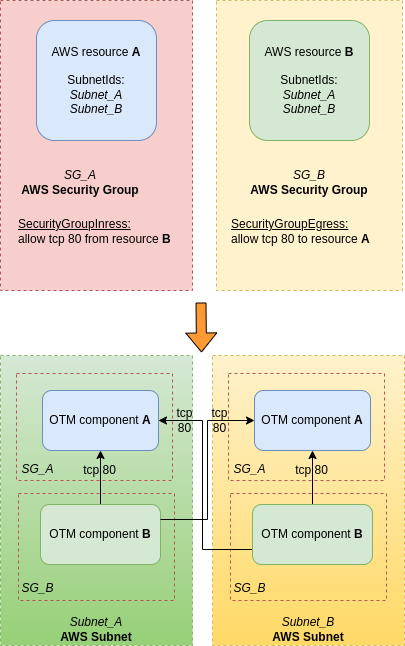 AWS resource A
SubnetIds:
Subnet_A
Subnet_B
SG_A
AWS Security Group
SecurityGroupInress:
allow tcp 80 from resource B
AWS resource B
SubnetIds:
Subnet_A
Subnet_B
SG_B
AWS Security Group
SecurityGroupEgress:
allow tcp 80 to resource A
OTM component A
SG_A
tcp 80
OTM component B
SG_B
Subnet_A
AWS Subnet
tcp
80
tcp
80
OTM component A
SG_A
tcp 80
OTM component B
SG_B
Subnet_B
AWS Subnet